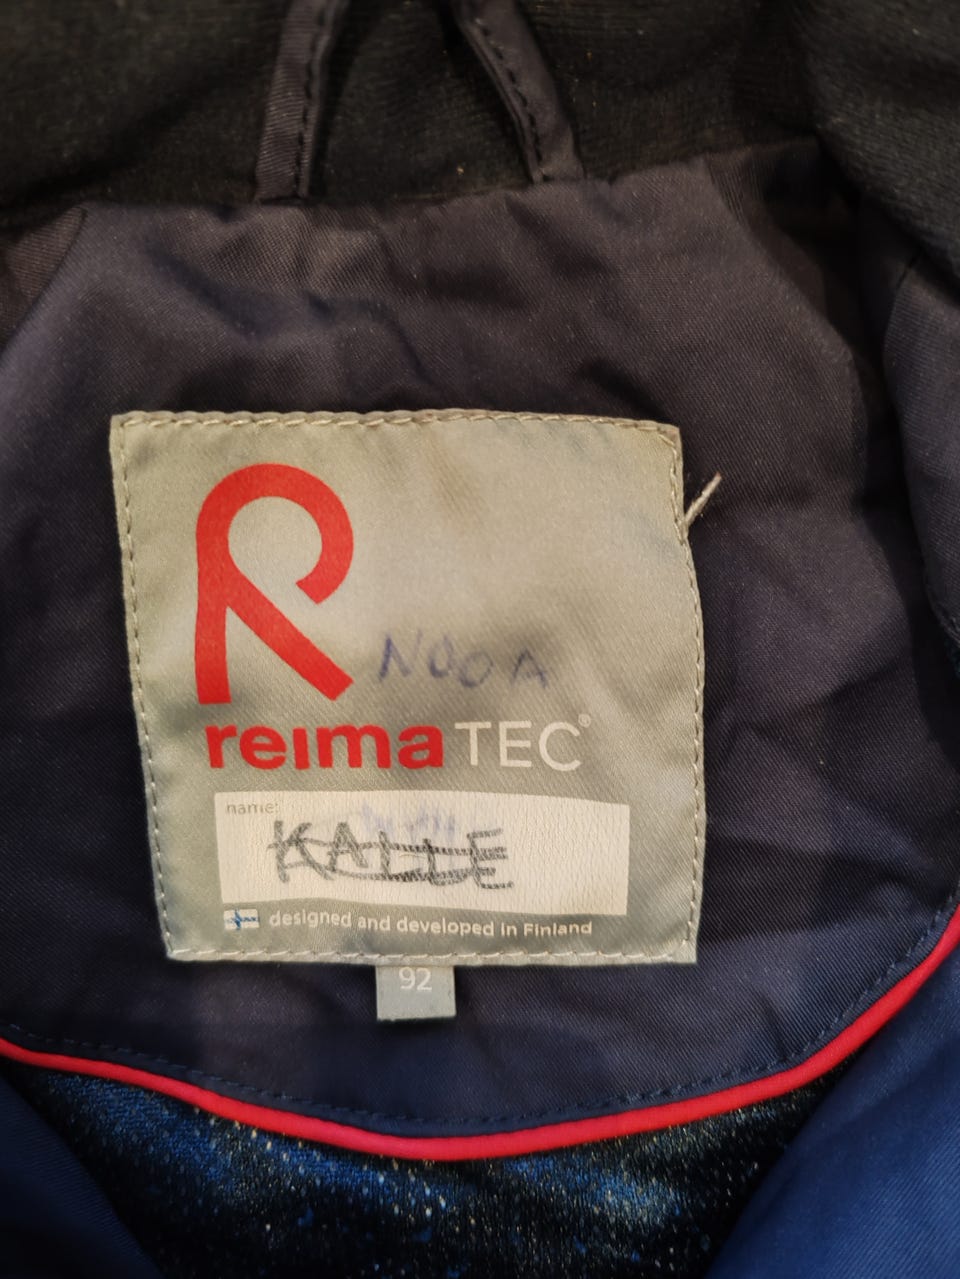 NOOA
reima TEC®
name:
KALLE
designed and developed in Finland
92